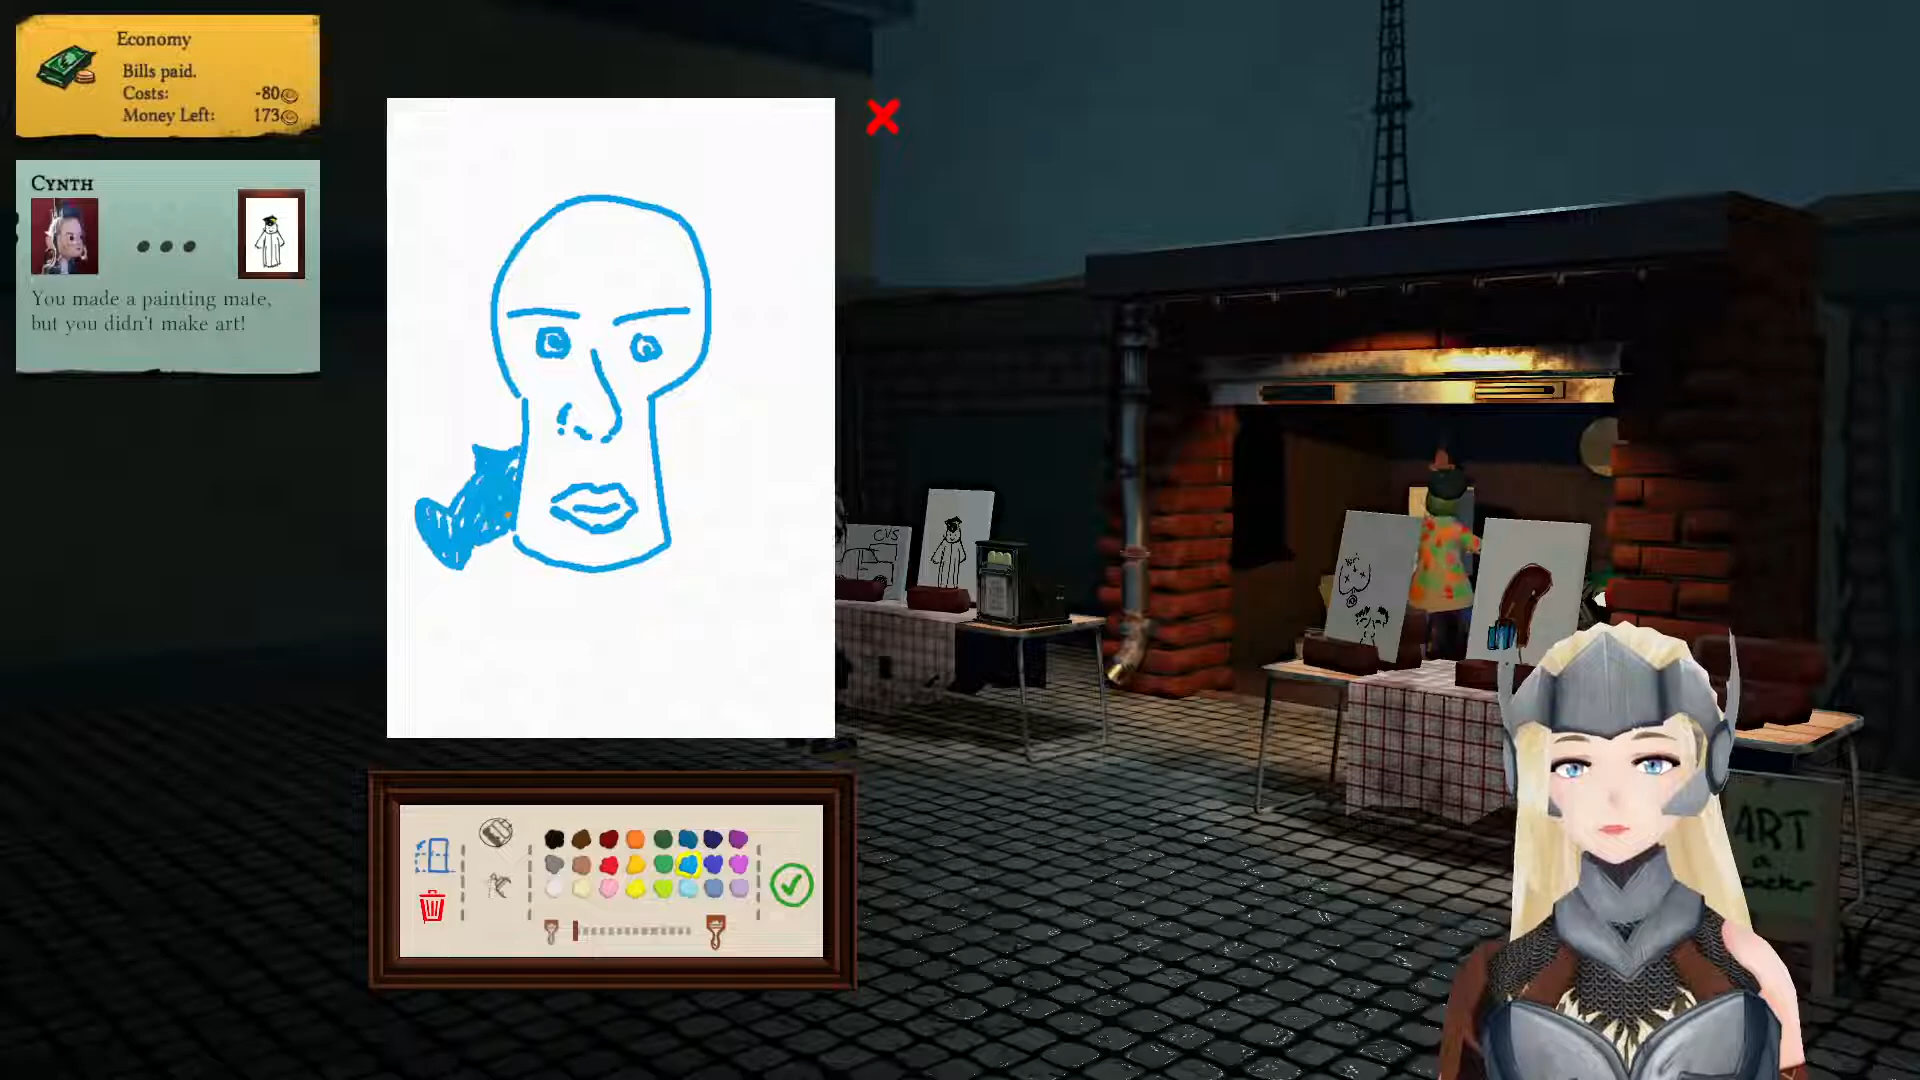 Economy
Bills paid.
Costs: -80
Money Left: 173
CYNTH
You made a painting mate,
but you didn't make art!
CVS
ART
a